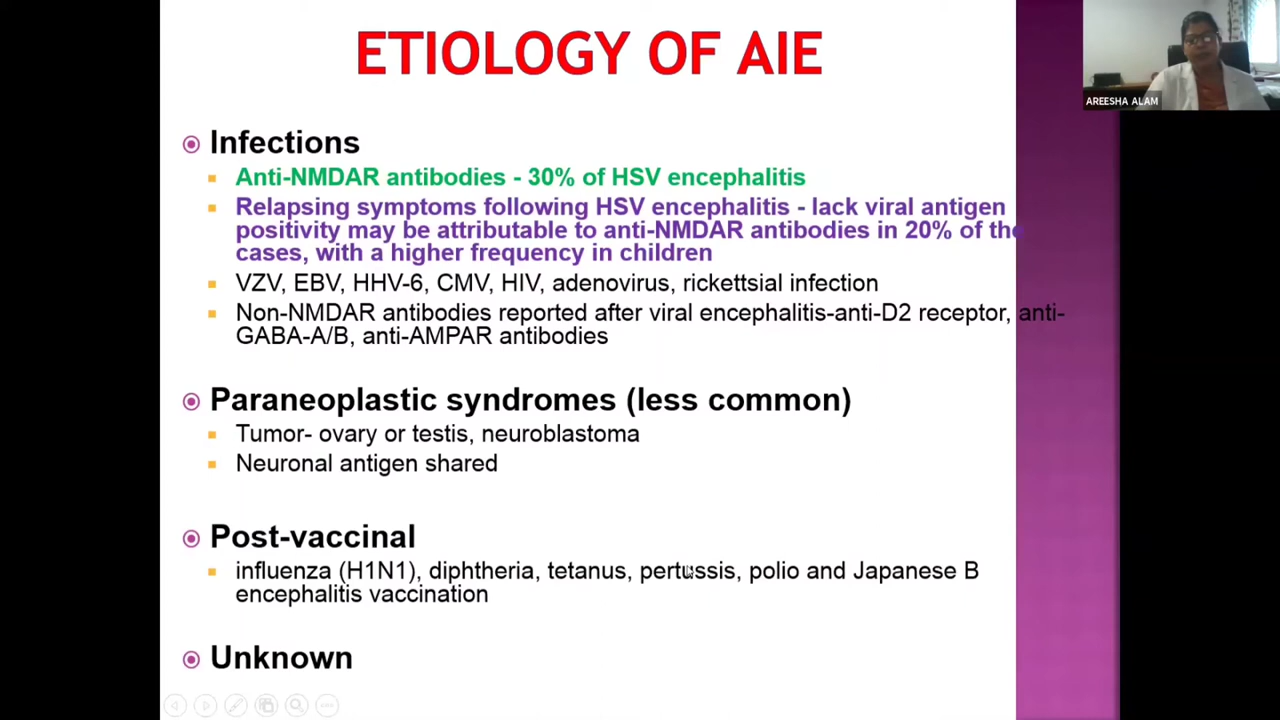 ETIOLOGY OF AIE
AREESHA ALAM
Infections
Anti-NMDAR antibodies - 30% of HSV encephalitis
Relapsing symptoms following HSV encephalitis - lack viral antigen
positivity may be attributable to anti-NMDAR antibodies in 20% of the
cases, with a higher frequency in children
VZV, EBV, HHV-6, CMV, HIV, adenovirus, rickettsial infection
Non-NMDAR antibodies reported after viral encephalitis-anti-D2 receptor, anti-
GABA-A/B, anti-AMPAR antibodies
Paraneoplastic syndromes (less common)
Tumor- ovary or testis, neuroblastoma
Neuronal antigen shared
Post-vaccinal
influenza (H1N1), diphtheria, tetanus, pertussis, polio and Japanese B
encephalitis vaccination
Unknown